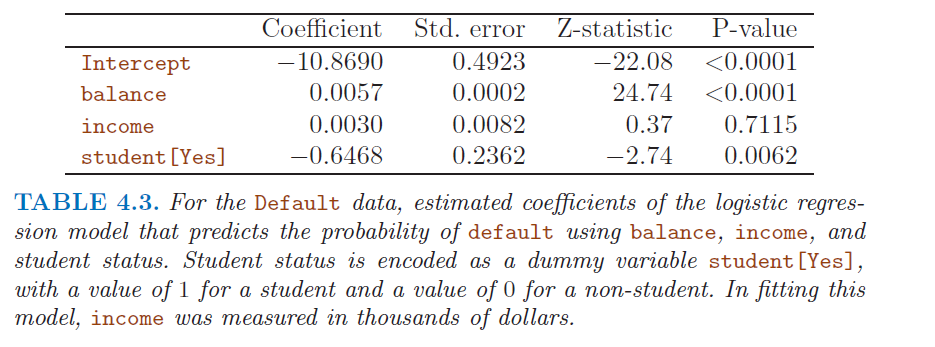 Coefficient Std. error Z-statistic P-value
Intercept −10.8690 0.4923 −22.08 <0.0001
balance 0.0057 0.0002 24.74 <0.0001
income 0.0030 0.0082 0.37 0.7115
student[Yes] −0.6468 0.2362 −2.74 0.0062
TABLE 4.3. For the Default data, estimated coefficients of the logistic regres-
sion model that predicts the probability of default using balance, income, and
student status. Student status is encoded as a dummy variable student[Yes],
with a value of 1 for a student and a value of 0 for a non-student. In fitting this
model, income was measured in thousands of dollars.